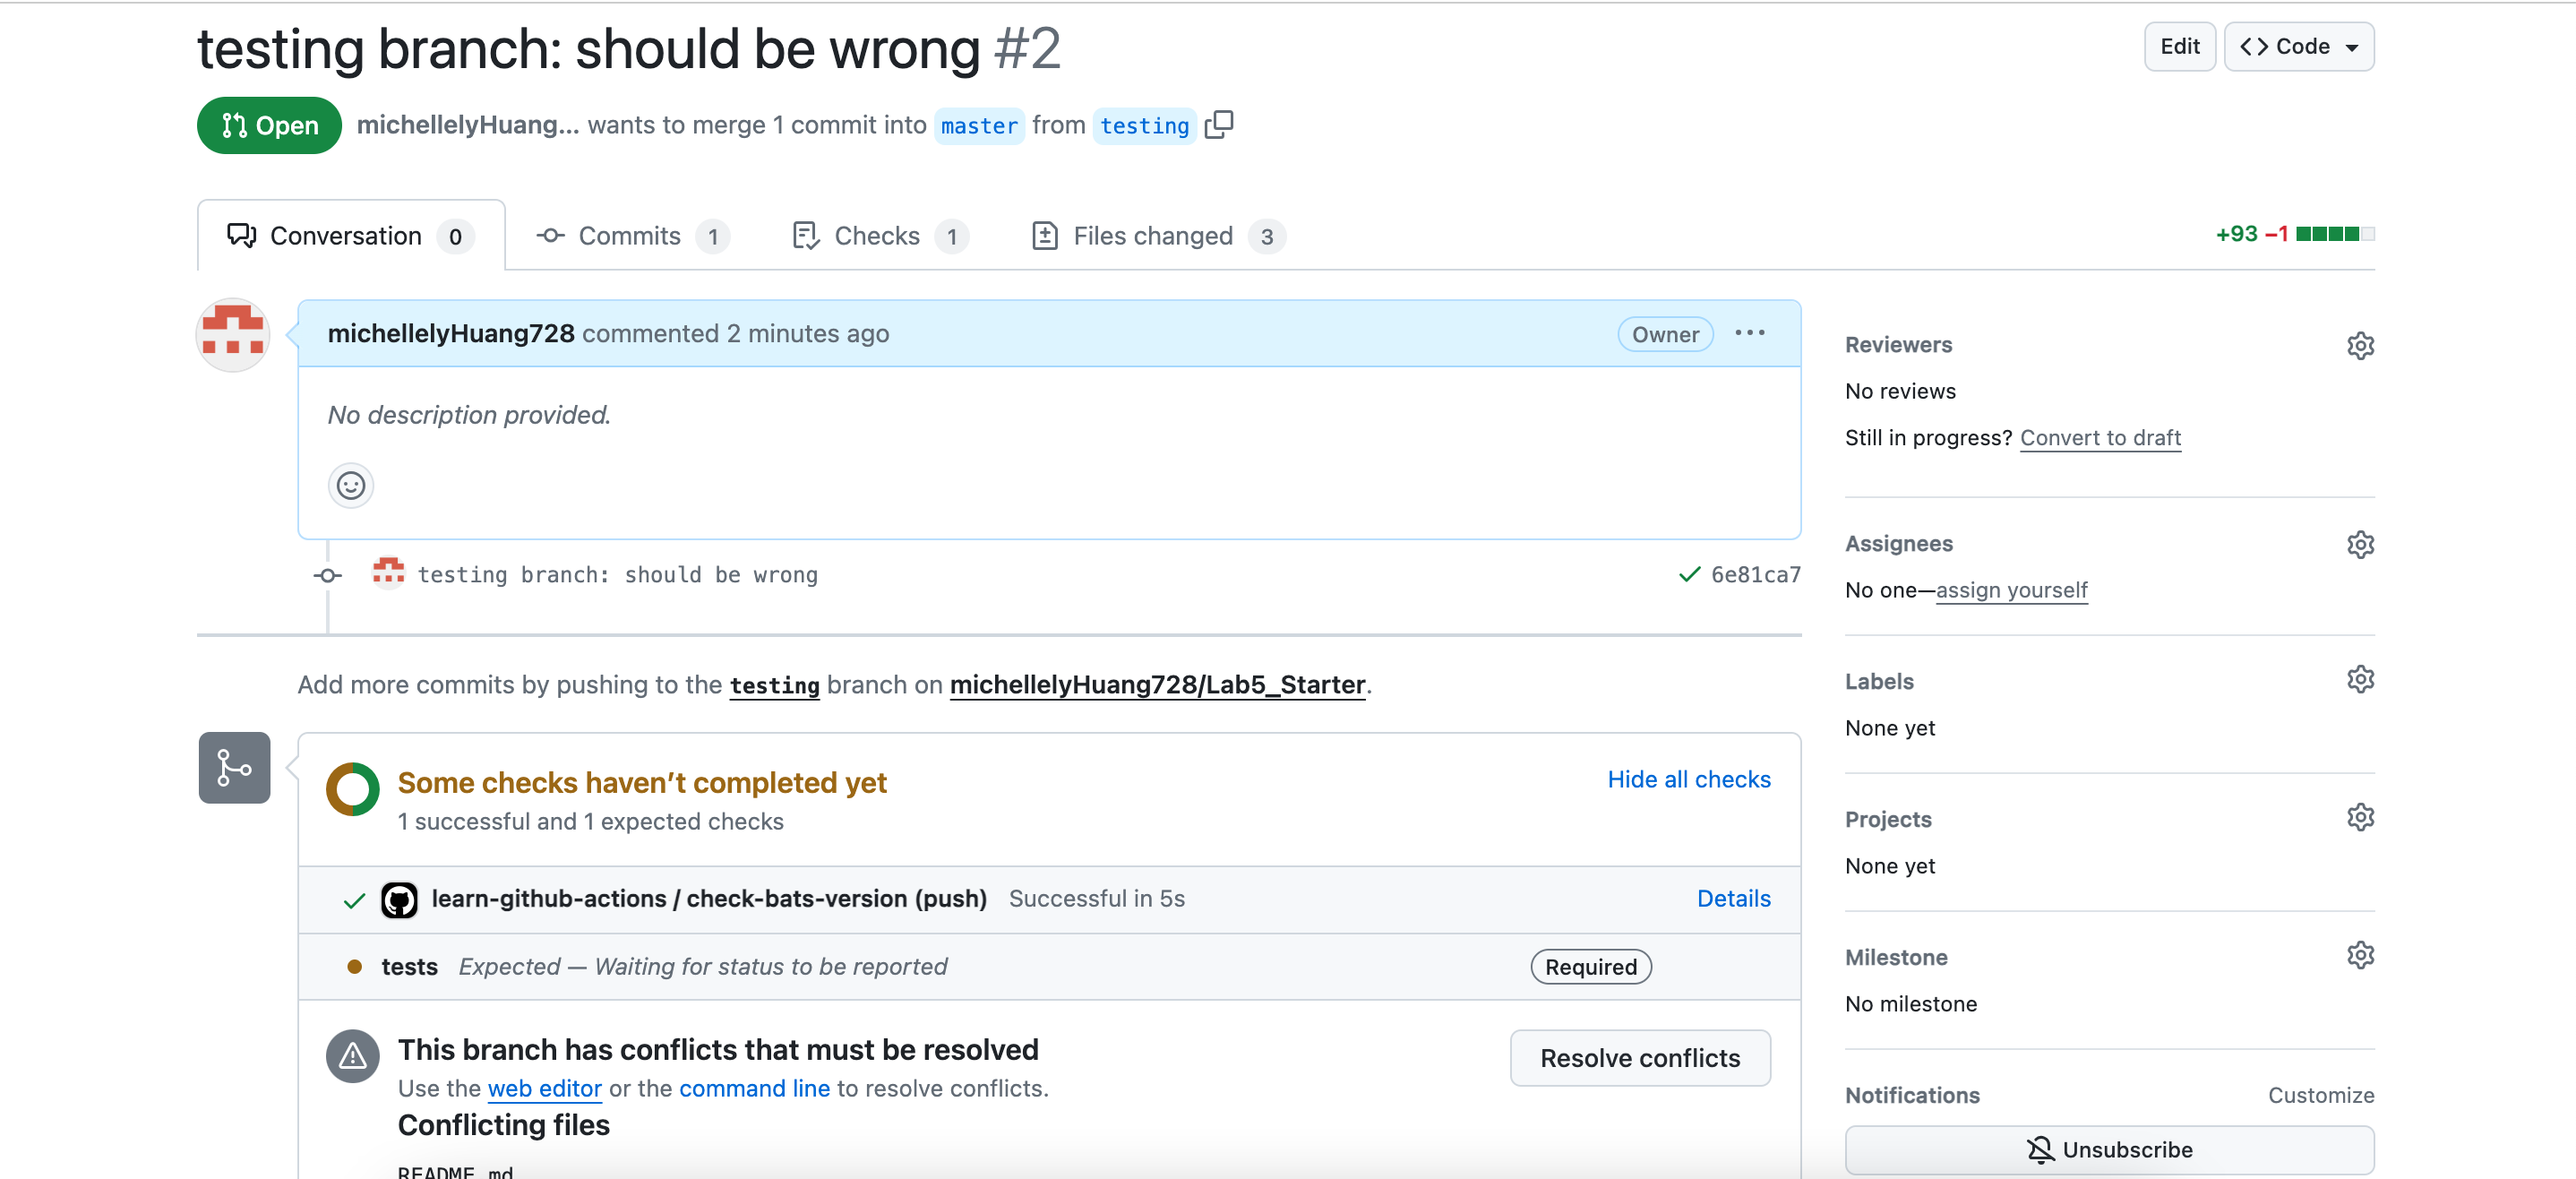 testing branch: should be wrong #2
Edit
Code
Open
michellelyHuang... wants to merge 1 commit into master from testing
Conversation 0
Commits 1
Checks 1
Files changed 3
+93 −1
michellelyHuang728 commented 2 minutes ago
Owner
No description provided.
testing branch: should be wrong
6e81ca7
Add more commits by pushing to the testing branch on michellelyHuang728/Lab5_Starter.
Some checks haven’t completed yet
Hide all checks
1 successful and 1 expected checks
learn-github-actions / check-bats-version (push) Successful in 5s
Details
tests Expected — Waiting for status to be reported
Required
This branch has conflicts that must be resolved
Resolve conflicts
Use the web editor or the command line to resolve conflicts.
Conflicting files
README.md
Reviewers
No reviews
Still in progress? Convert to draft
Assignees
No one—assign yourself
Labels
None yet
Projects
None yet
Milestone
No milestone
Notifications
Customize
Unsubscribe